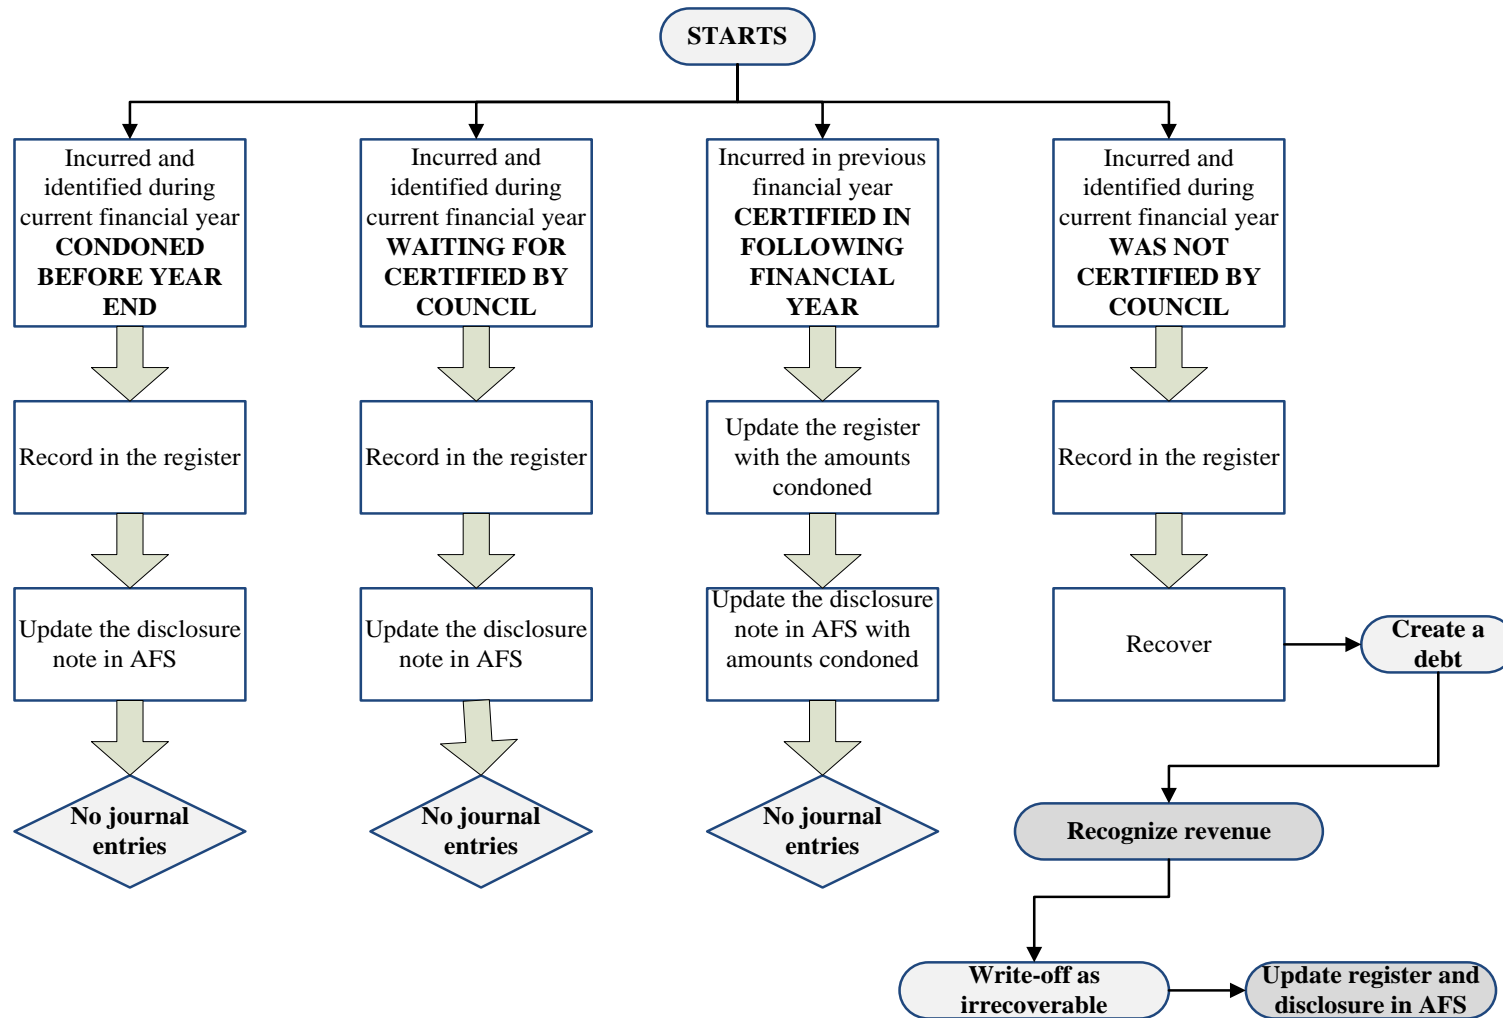 STARTS
Incurred and
identified during
current financial year
CONDONED
BEFORE YEAR
END
Incurred and
identified during
current financial year
WAITING FOR
CERTIFIED BY
COUNCIL
Incurred in previous
financial year
CERTIFIED IN
FOLLOWING
FINANCIAL
YEAR
Incurred and
identified during
current financial year
WAS NOT
CERTIFIED BY
COUNCIL
Record in the register
Record in the register
Update the register
with the amounts
condoned
Record in the register
Update the disclosure
note in AFS
Update the disclosure
note in AFS
Update the disclosure
note in AFS with
amounts condoned
Recover
Create a
debt
No journal
entries
No journal
entries
No journal
entries
Recognize revenue
Write-off as
irrecoverable
Update register and
disclosure in AFS